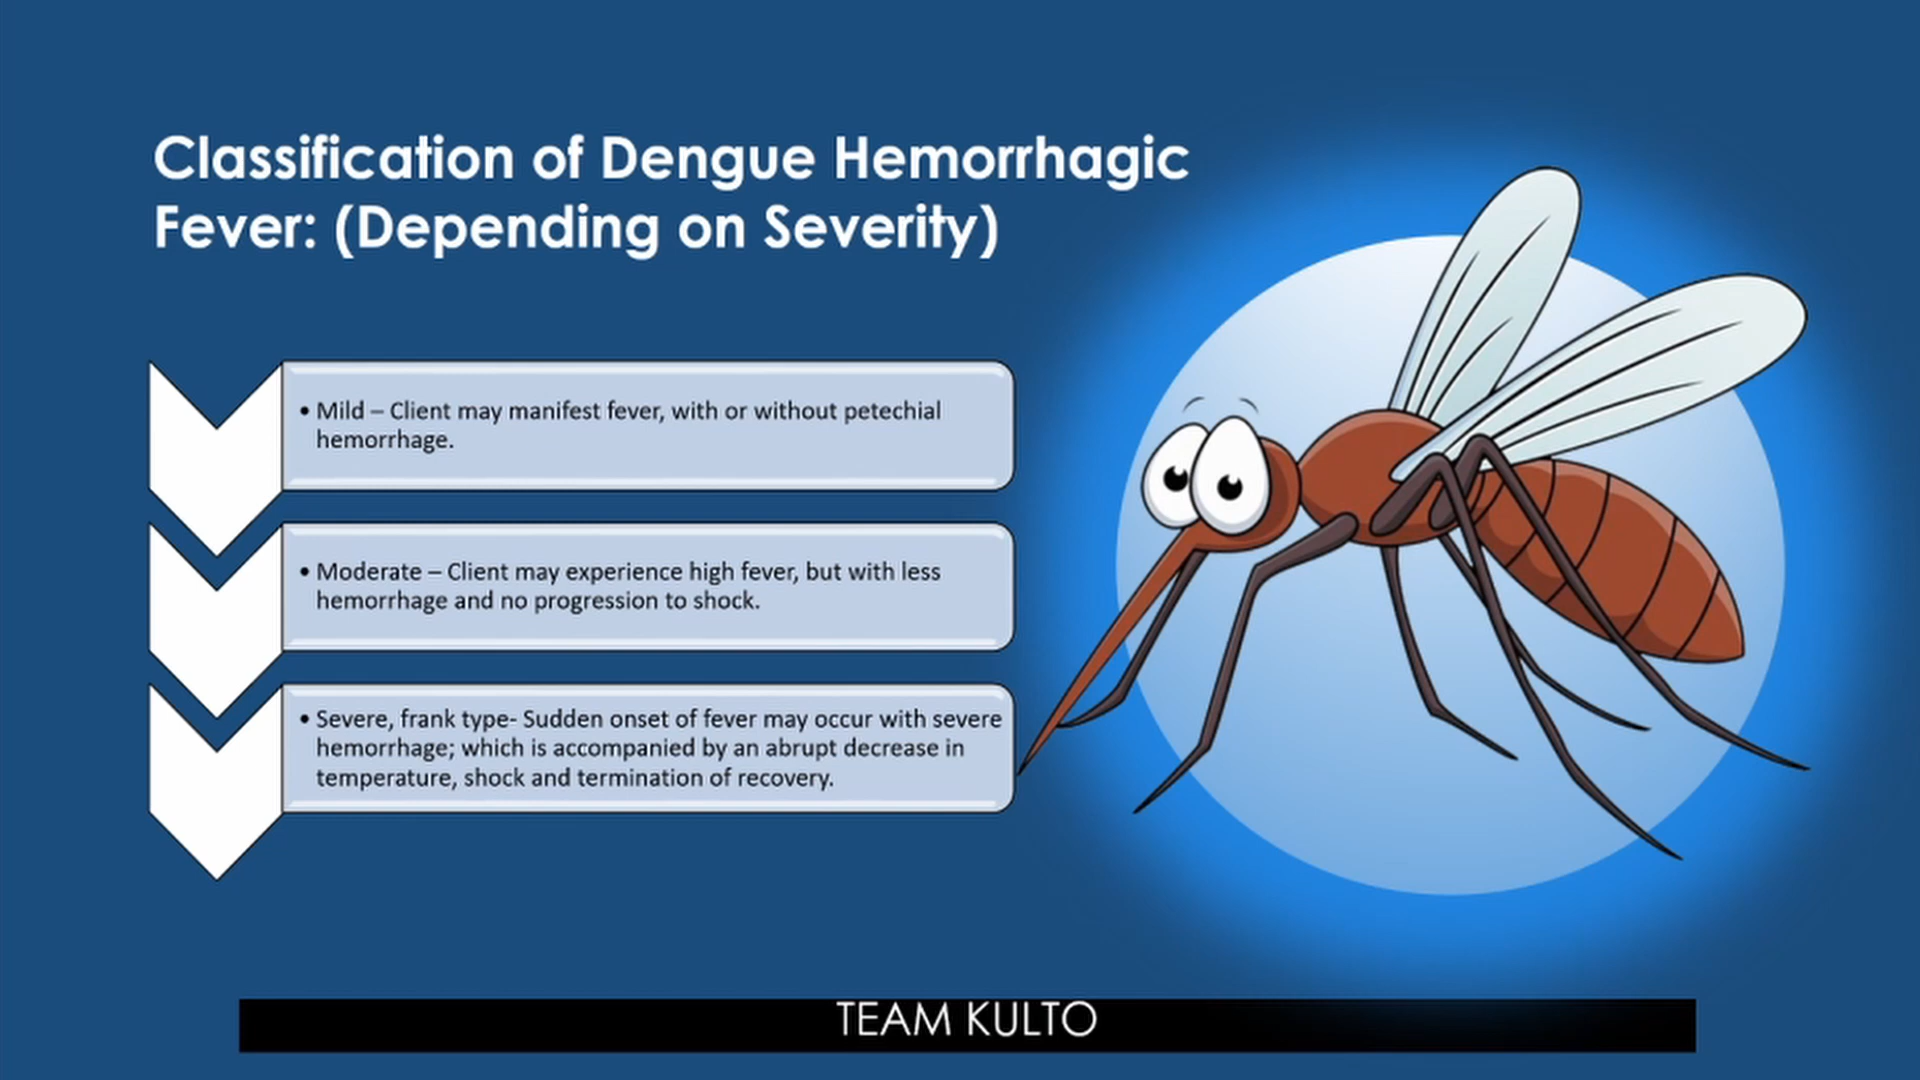 Classification of Dengue Hemorrhagic
Fever: (Depending on Severity)
• Mild – Client may manifest fever, with or without petechial
hemorrhage.
• Moderate – Client may experience high fever, but with less
hemorrhage and no progression to shock.
• Severe, frank type- Sudden onset of fever may occur with severe
hemorrhage; which is accompanied by an abrupt decrease in
temperature, shock and termination of recovery.
TEAM KULTO